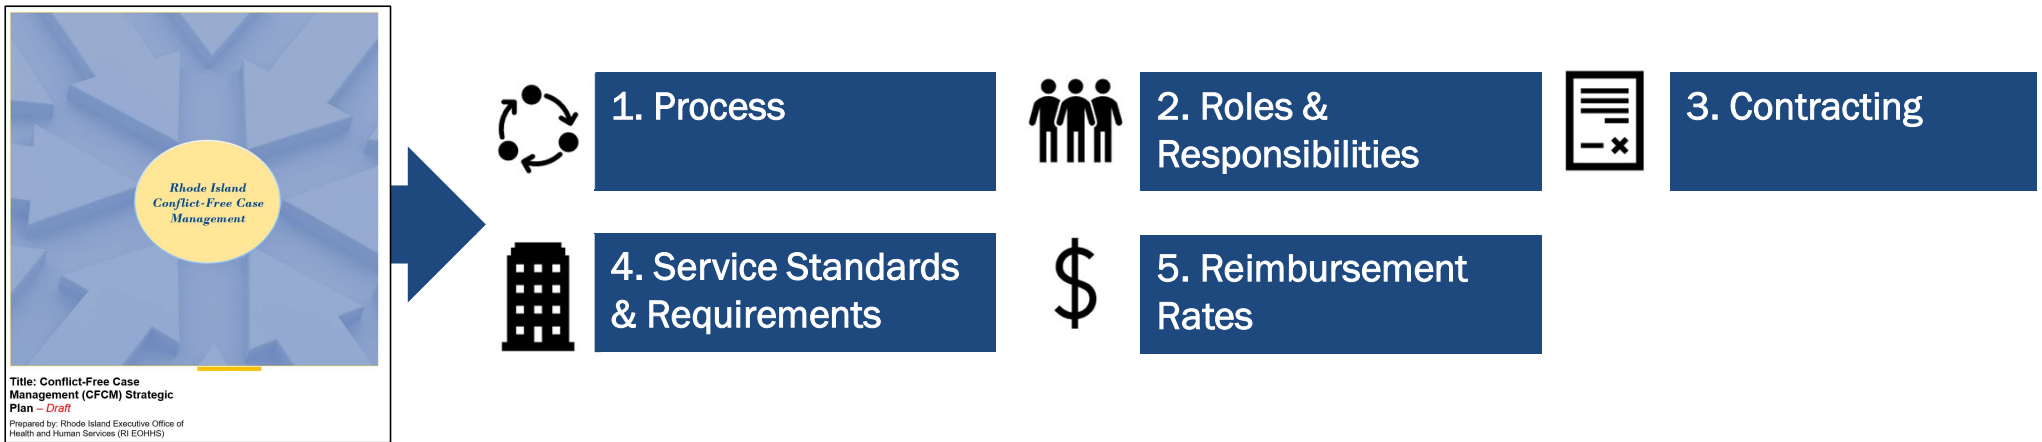 Rhode Island
Conflict-Free Case
Management
Title: Conflict-Free Case
Management (CFCM) Strategic
Plan – Draft
Prepared by: Rhode Island Executive Office of
Health and Human Services (RI EOHHS)
1. Process
2. Roles &
Responsibilities
3. Contracting
4. Service Standards
& Requirements
5. Reimbursement
Rates